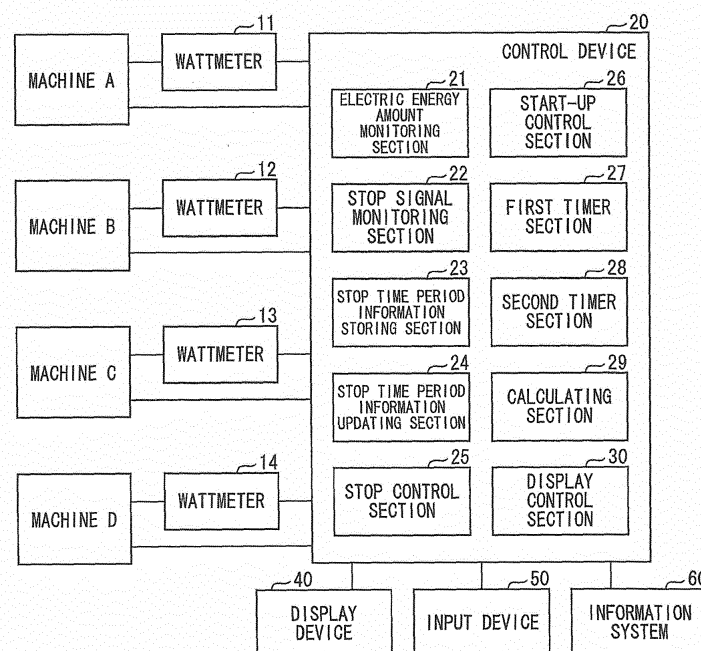 11
20
MACHINE A
WATTMETER
CONTROL DEVICE
21
ELECTRIC ENERGY
AMOUNT
MONITORING
SECTION
26
START-UP
CONTROL
SECTION
12
MACHINE B
WATTMETER
22
STOP SIGNAL
MONITORING
SECTION
27
FIRST TIMER
SECTION
13
MACHINE C
WATTMETER
23
STOP TIME PERIOD
INFORMATION
STORING SECTION
28
SECOND TIMER
SECTION
24
STOP TIME PERIOD
INFORMATION
UPDATING SECTION
29
CALCULATING
SECTION
14
MACHINE D
WATTMETER
25
STOP CONTROL
SECTION
30
DISPLAY
CONTROL
SECTION
40
DISPLAY
DEVICE
50
INPUT DEVICE
60
INFORMATION
SYSTEM